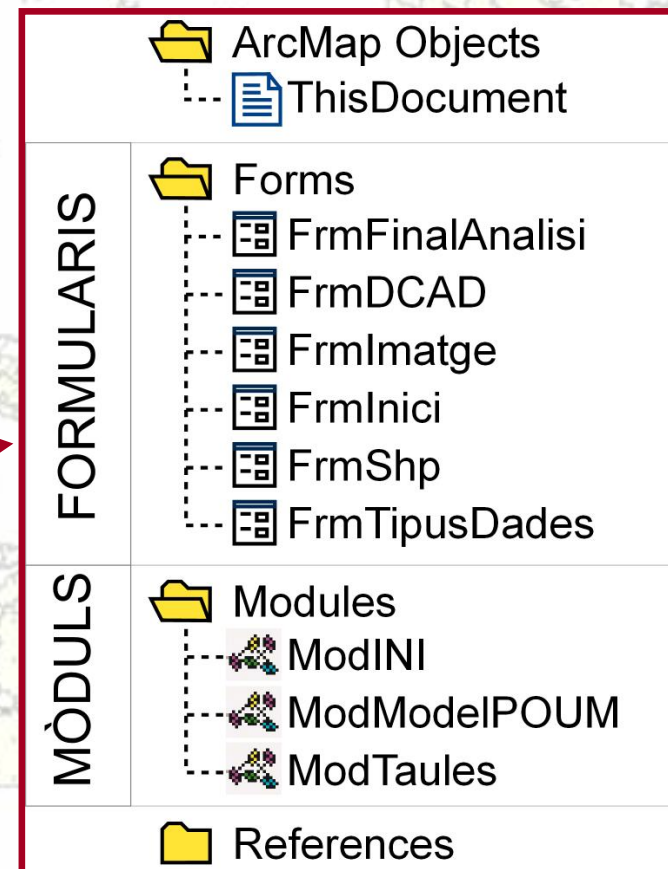 ArcMap Objects
ThisDocument
FORMULARIS
Forms
FrmFinalAnalisi
FrmDCAD
FrmImatge
FrmInici
FrmShp
FrmTipusDades
MÒDULS
Modules
ModINI
ModModelPOUM
ModTaules
References